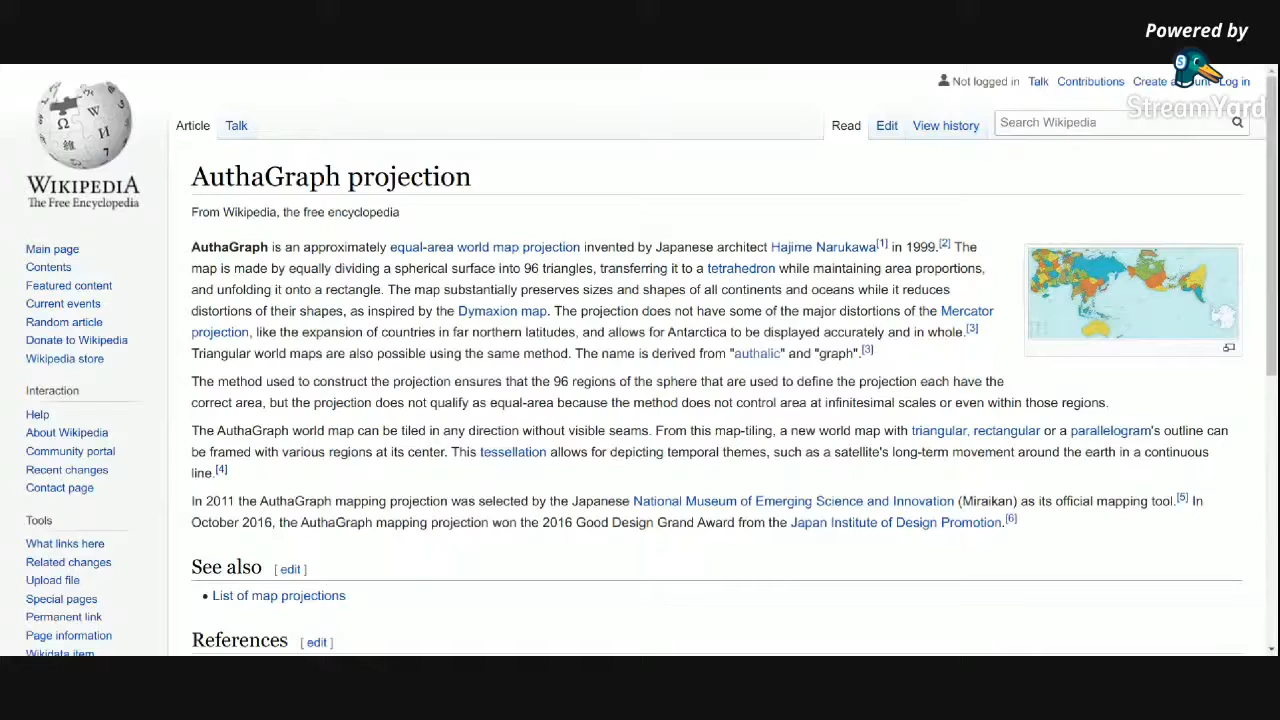 Powered by
StreamYard
WIKIPEDIA
The Free Encyclopedia
Not logged in Talk Contributions Create account Log in
Article Talk
Read Edit View history
Search Wikipedia
AuthaGraph projection
From Wikipedia, the free encyclopedia
AuthaGraph is an approximately equal-area world map projection invented by Japanese architect Hajime Narukawa[1] in 1999.[2] The
map is made by equally dividing a spherical surface into 96 triangles, transferring it to a tetrahedron while maintaining area proportions,
and unfolding it onto a rectangle. The map substantially preserves sizes and shapes of all continents and oceans while it reduces
distortions of their shapes, as inspired by the Dymaxion map. The projection does not have some of the major distortions of the Mercator
projection, like the expansion of countries in far northern latitudes, and allows for Antarctica to be displayed accurately and in whole.[3]
Triangular world maps are also possible using the same method. The name is derived from "authalic" and "graph".[3]
The method used to construct the projection ensures that the 96 regions of the sphere that are used to define the projection each have the
correct area, but the projection does not qualify as equal-area because the method does not control area at infinitesimal scales or even within those regions.
The AuthaGraph world map can be tiled in any direction without visible seams. From this map-tiling, a new world map with triangular, rectangular or a parallelogram's outline can
be framed with various regions at its center. This tessellation allows for depicting temporal themes, such as a satellite's long-term movement around the earth in a continuous
line.[4]
In 2011 the AuthaGraph mapping projection was selected by the Japanese National Museum of Emerging Science and Innovation (Miraikan) as its official mapping tool.[5] In
October 2016, the AuthaGraph mapping projection won the 2016 Good Design Grand Award from the Japan Institute of Design Promotion.[6]
See also [ edit ]
• List of map projections
References [ edit ]
Main page
Contents
Featured content
Current events
Random article
Donate to Wikipedia
Wikipedia store
Interaction
Help
About Wikipedia
Community portal
Recent changes
Contact page
Tools
What links here
Related changes
Upload file
Special pages
Permanent link
Page information
Wikidata item